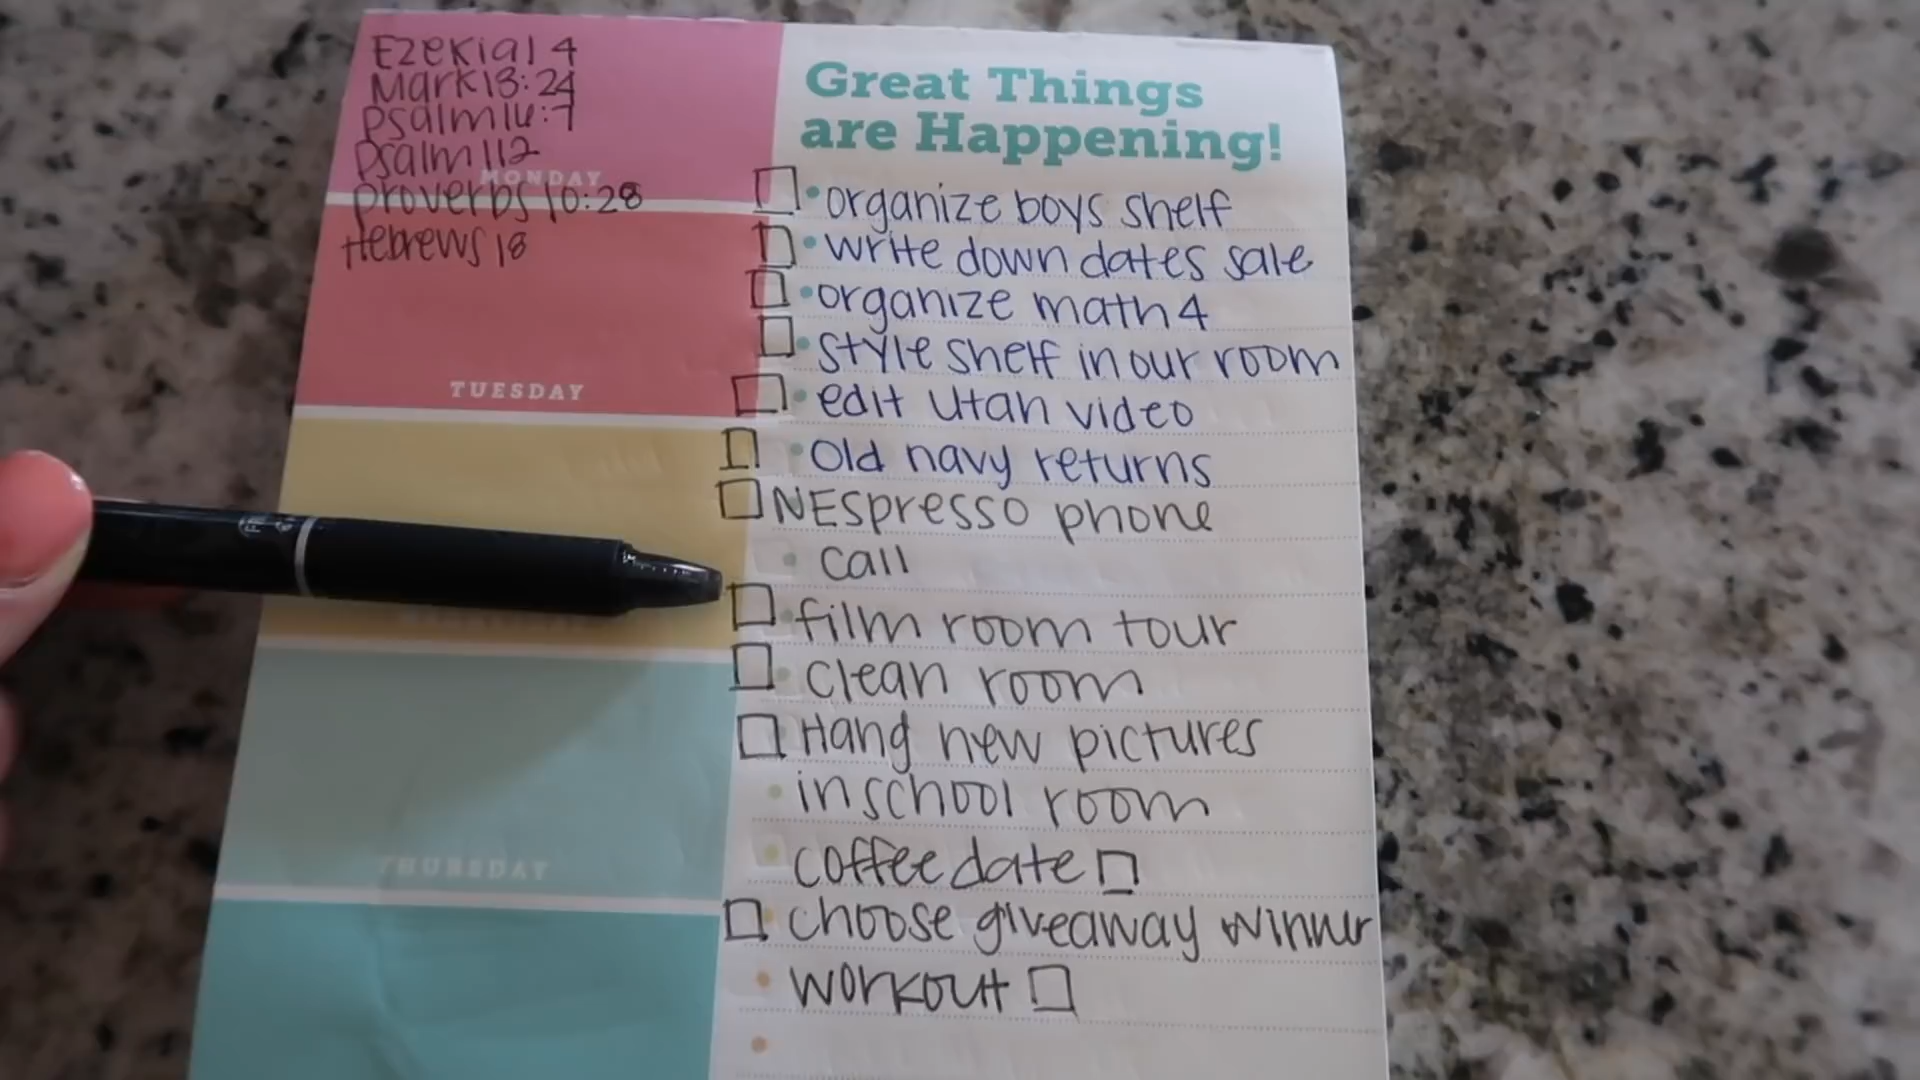 Ezekial 4
Mark 13:24
Psalm 16:7
Psalm 112
MONDAY
Proverbs 10:28
Hebrews 18
TUESDAY
THURSDAY
Great Things
are Happening!
organize boys shelf
write down dates sale
organize math 4
style shelf in our room
edit Utah video
Old navy returns
NEspresso phone
call
film room tour
clean room
Hang new pictures
in school room
coffee date
choose giveaway winner
workout